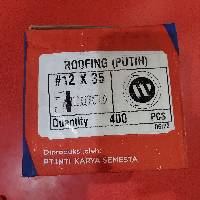 ROOFING (PUTIH)
#12 X 35
Quantity 400 PCS
Diproduksi oleh:
PT.INTI KARYA SEMESTA